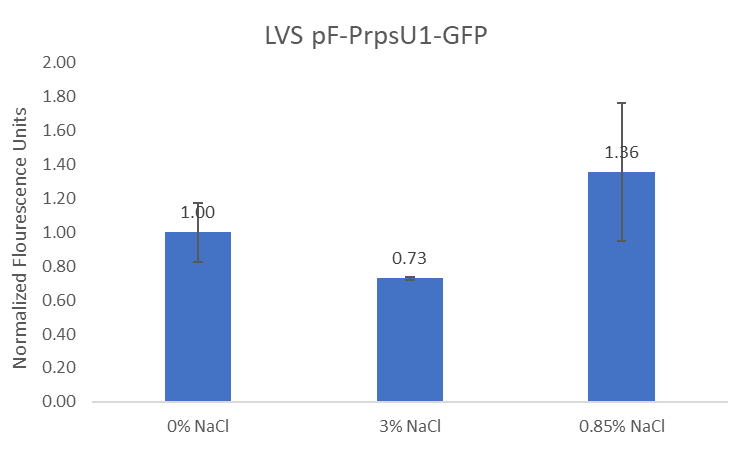 LVS pF-PrpsU1-GFP
Normalized Flourescence Units
2.00
1.80
1.60
1.40
1.20
1.00
0.80
0.60
0.40
0.20
0.00
1.00
0.73
1.36
0% NaCl
3% NaCl
0.85% NaCl